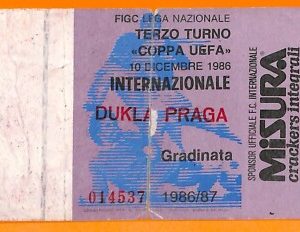 FIGC LEGA NAZIONALE
TERZO TURNO
«COPPA UEFA»
10 DICEMBRE 1986
INTERNAZIONALE
DUKLA PRAGA
Gradinata
014537 1986/87
SPONSOR UFFICIALE F.C. INTERNAZIONALE
MISURA
crackers integrali